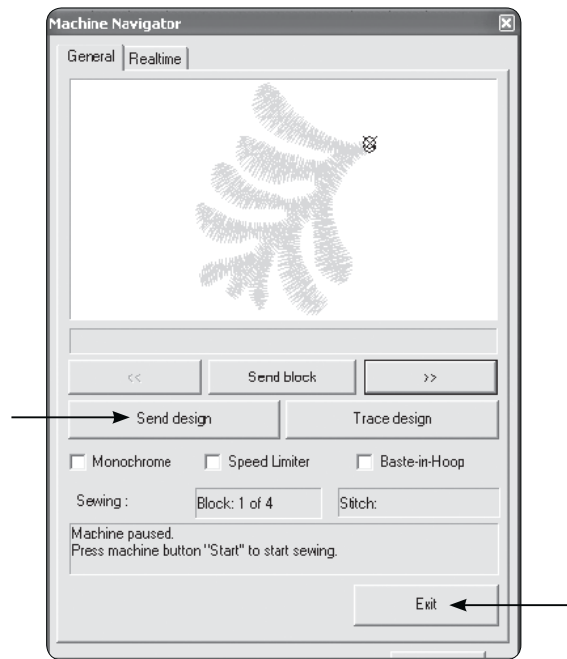 Machine Navigator
General Realtime
<< Send block >>
Send design Trace design
Monochrome Speed Limiter Baste-in-Hoop
Sewing : Block: 1 of 4 Stitch:
Machine paused.
Press machine button "Start" to start sewing.
Exit